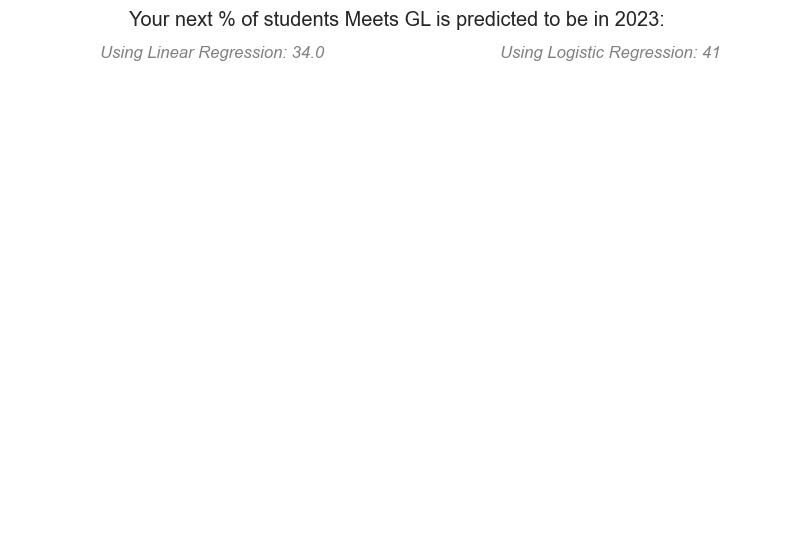 Your next % of students Meets GL is predicted to be in 2023:
Using Linear Regression: 34.0
Using Logistic Regression: 41